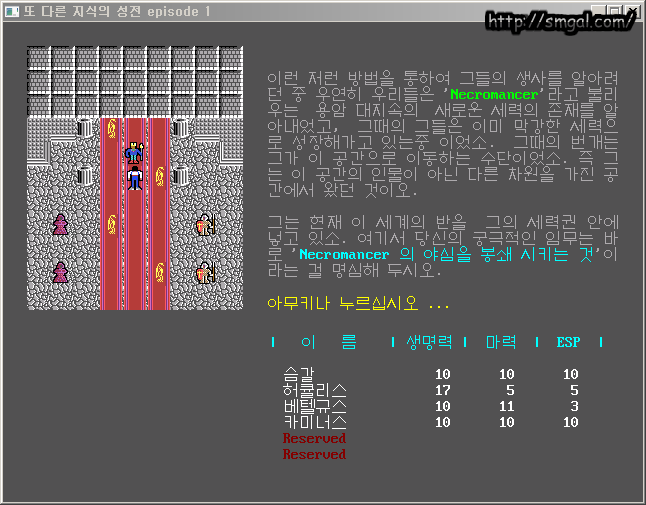 또 다른 지식의 성전 episode 1
http://smgal.com/
이런 저런 방법을 통하여 그들의 생사를 알아려
던 중 우연히 우리들은 'Necromancer'라고 불리
우는 용암 대지속의 새로운 세력의 존재를 알
아내었고, 그때의 그들은 이미 막강한 세력으
로 성장해가고 있는중 이었소. 그때의 번개는
그가 이 공간으로 이동하는 수단이었소. 즉 그
는 이 공간의 인물이 아닌 다른 차원을 가진 공
간에서 왔던 것이오.
그는 현재 이 세계의 반을 그의 세력권 안에
넣고 있소. 여기서 당신의 궁극적인 임무는 바
로 'Necromancer 의 야심을 봉쇄 시키는 것'이
라는 걸 명심해 두시오.
아무키나 누르십시오 ...
| 이 름 | 생명력 | 마력 | ESP |
슴갈 10 10 10
허큘리스 17 5 5
베텔규스 10 11 3
카미너스 10 10 10
Reserved
Reserved